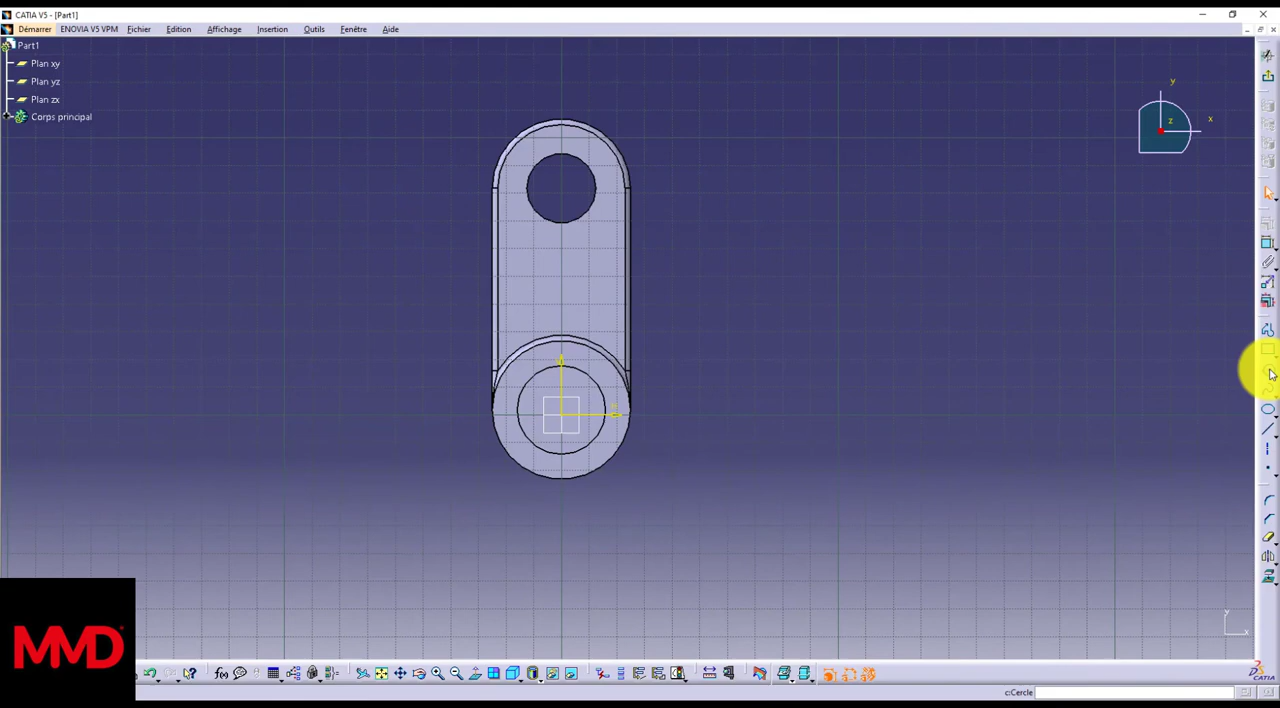 CATIA V5 - [Part1]
Démarrer ENOVIA V5 VPM Fichier Edition Affichage Insertion Outils Fenêtre Aide
Part1
Plan xy
Plan yz
Plan zx
Corps principal
y
x
z
y
x
MMD
f(x)
c:Cercle
CATIA